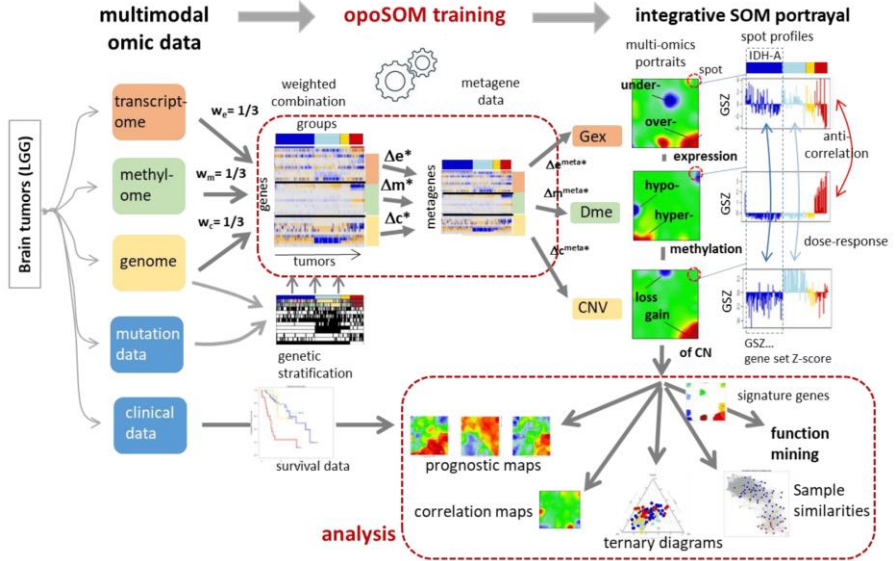 multimodal
omic data
opoSOM training
integrative SOM portrayal
Brain tumors (LGG)
transcript-
ome
methyl-
ome
genome
mutation
data
clinical
data
wₑ= 1/3
wₘ= 1/3
w꜀= 1/3
weighted
combination
groups
genes
tumors
Δe*
Δm*
Δc*
metagene
data
metagenes
genetic
stratification
survival data
Δeᵐᵉᵗᵃ*
Δmᵐᵉᵗᵃ*
Δcᵐᵉᵗᵃ*
Gex
Dme
CNV
multi-omics
portraits
spot
under-
over-
expression
hypo-
hyper-
methylation
loss
gain
of CN
spot profiles
IDH-A
GSZ
GSZ
GSZ
anti-
correlation
dose-response
GSZ...
gene set Z-score
signature genes
function
mining
prognostic maps
correlation maps
ternary diagrams
Sample
similarities
analysis